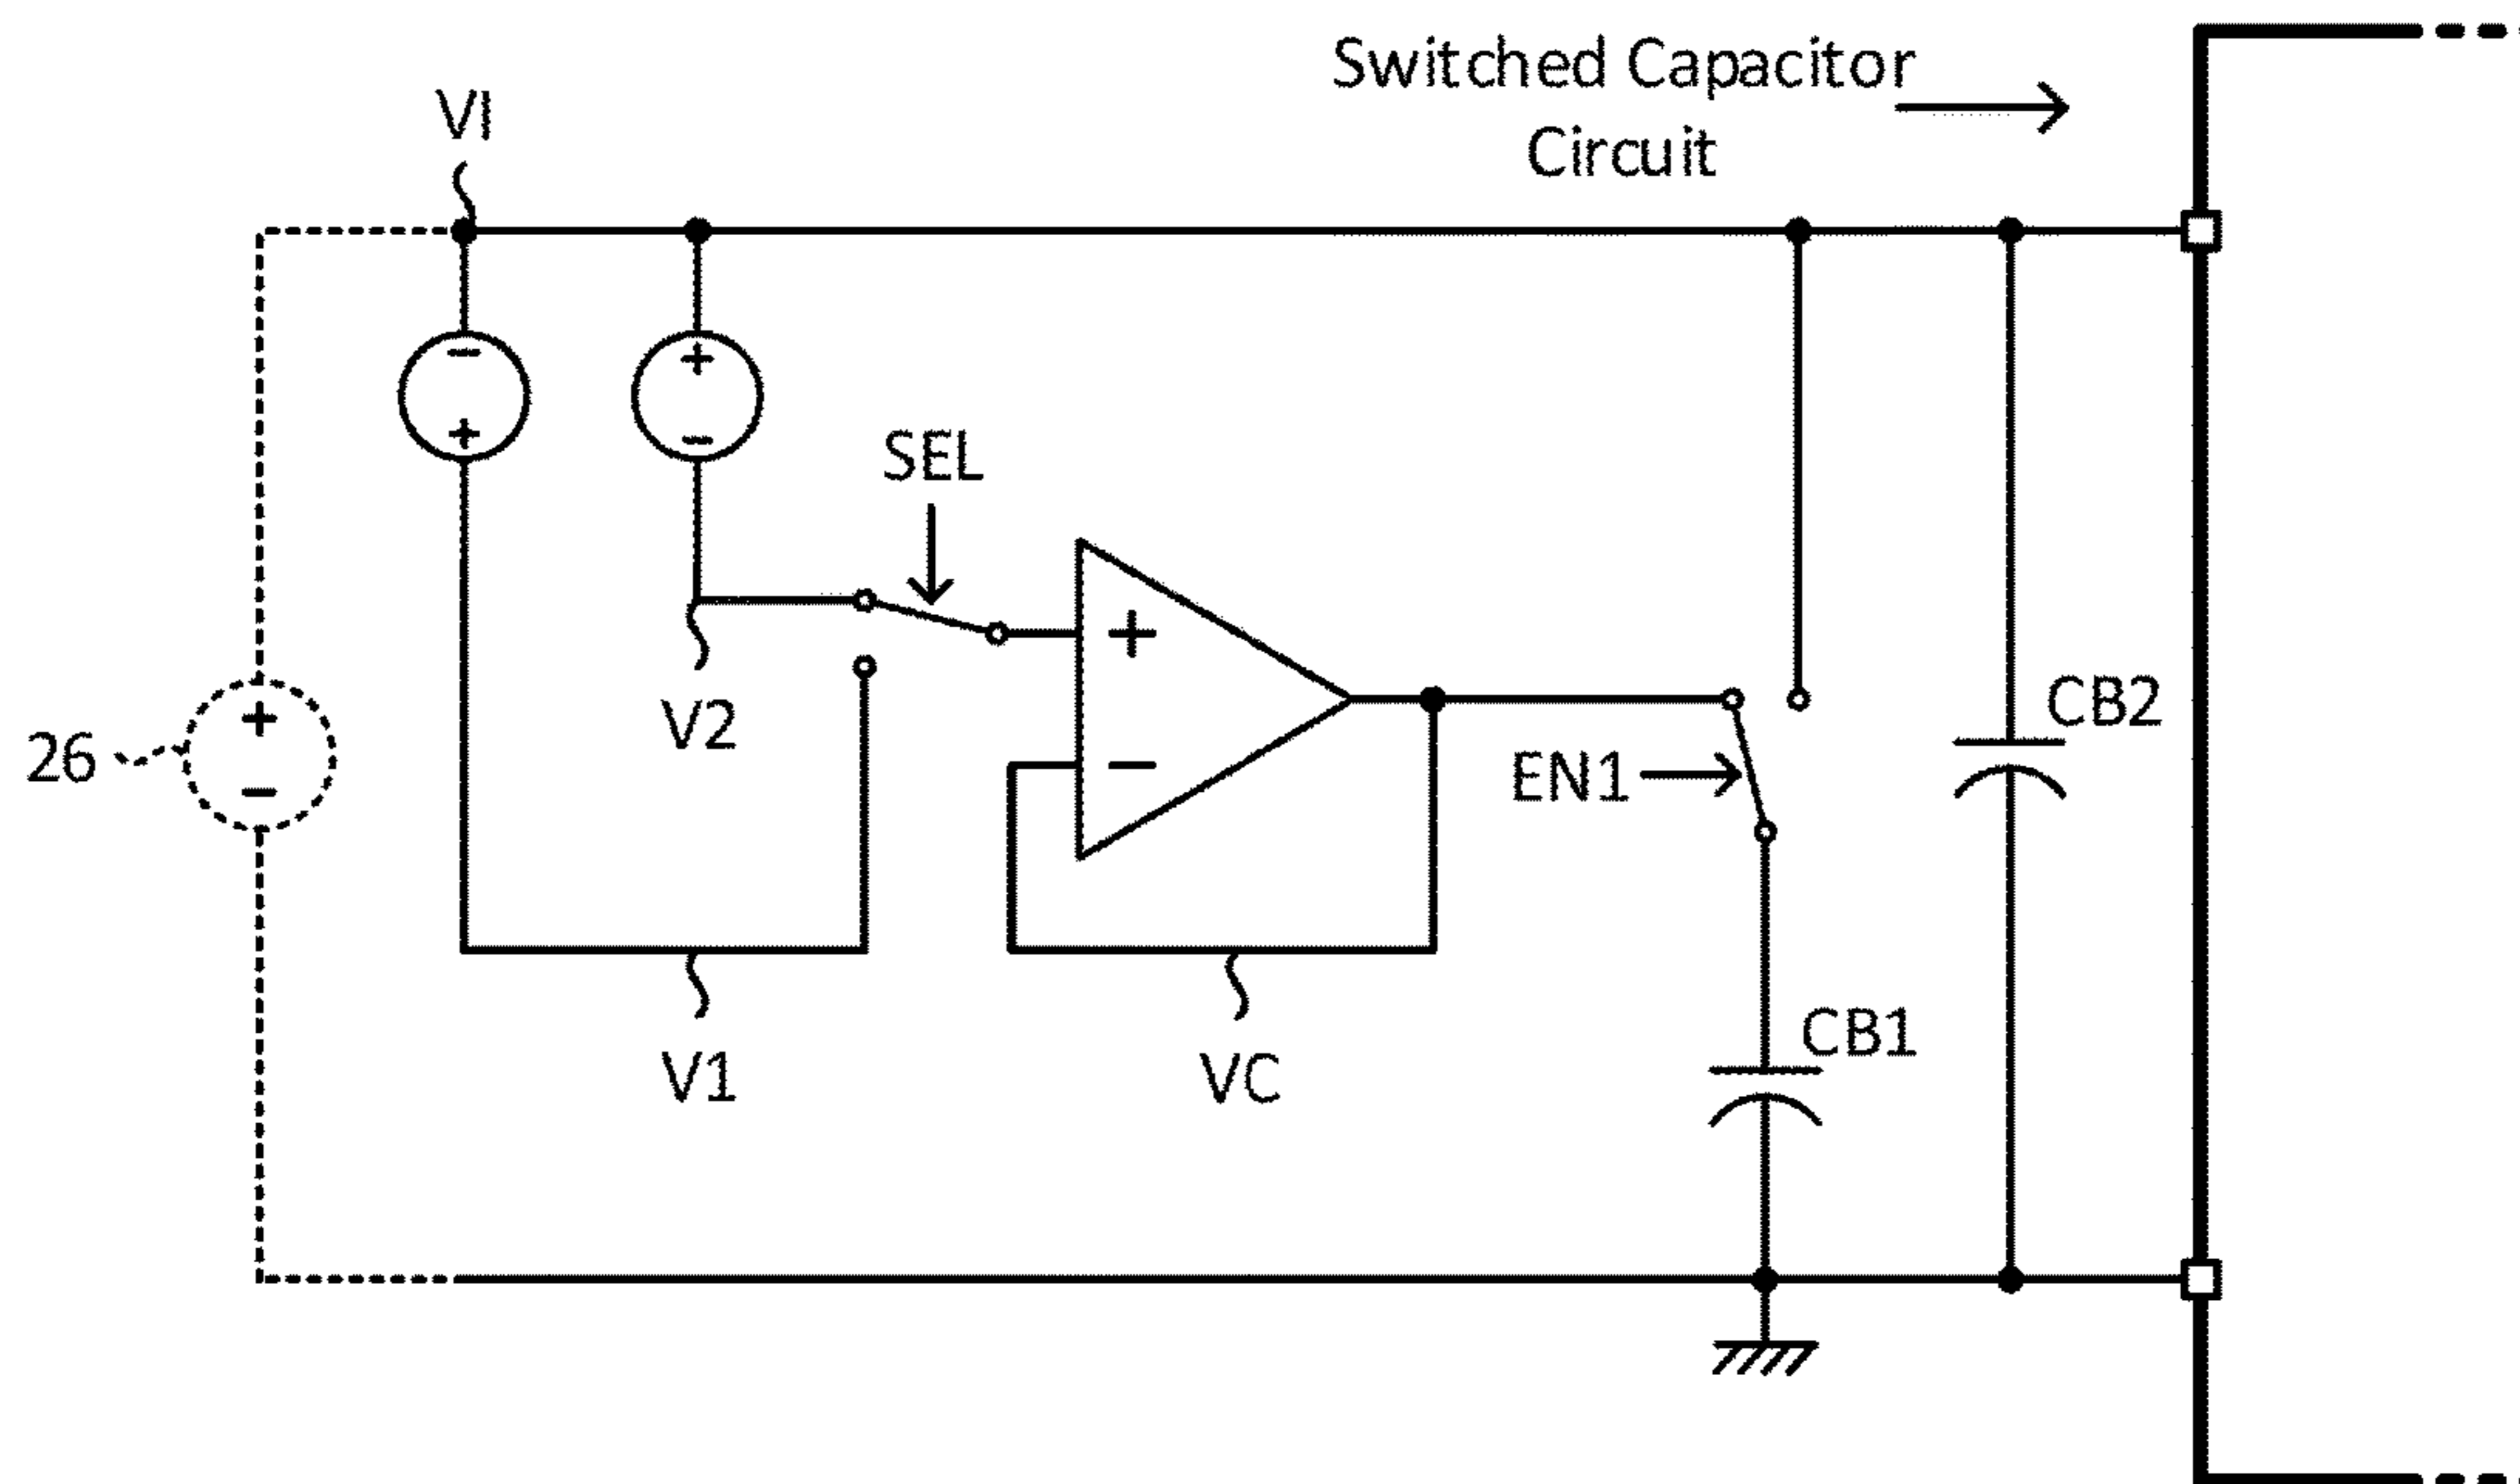 Switched Capacitor
Circuit
VI
SEL
V2
26
EN1
CB2
CB1
V1
VC